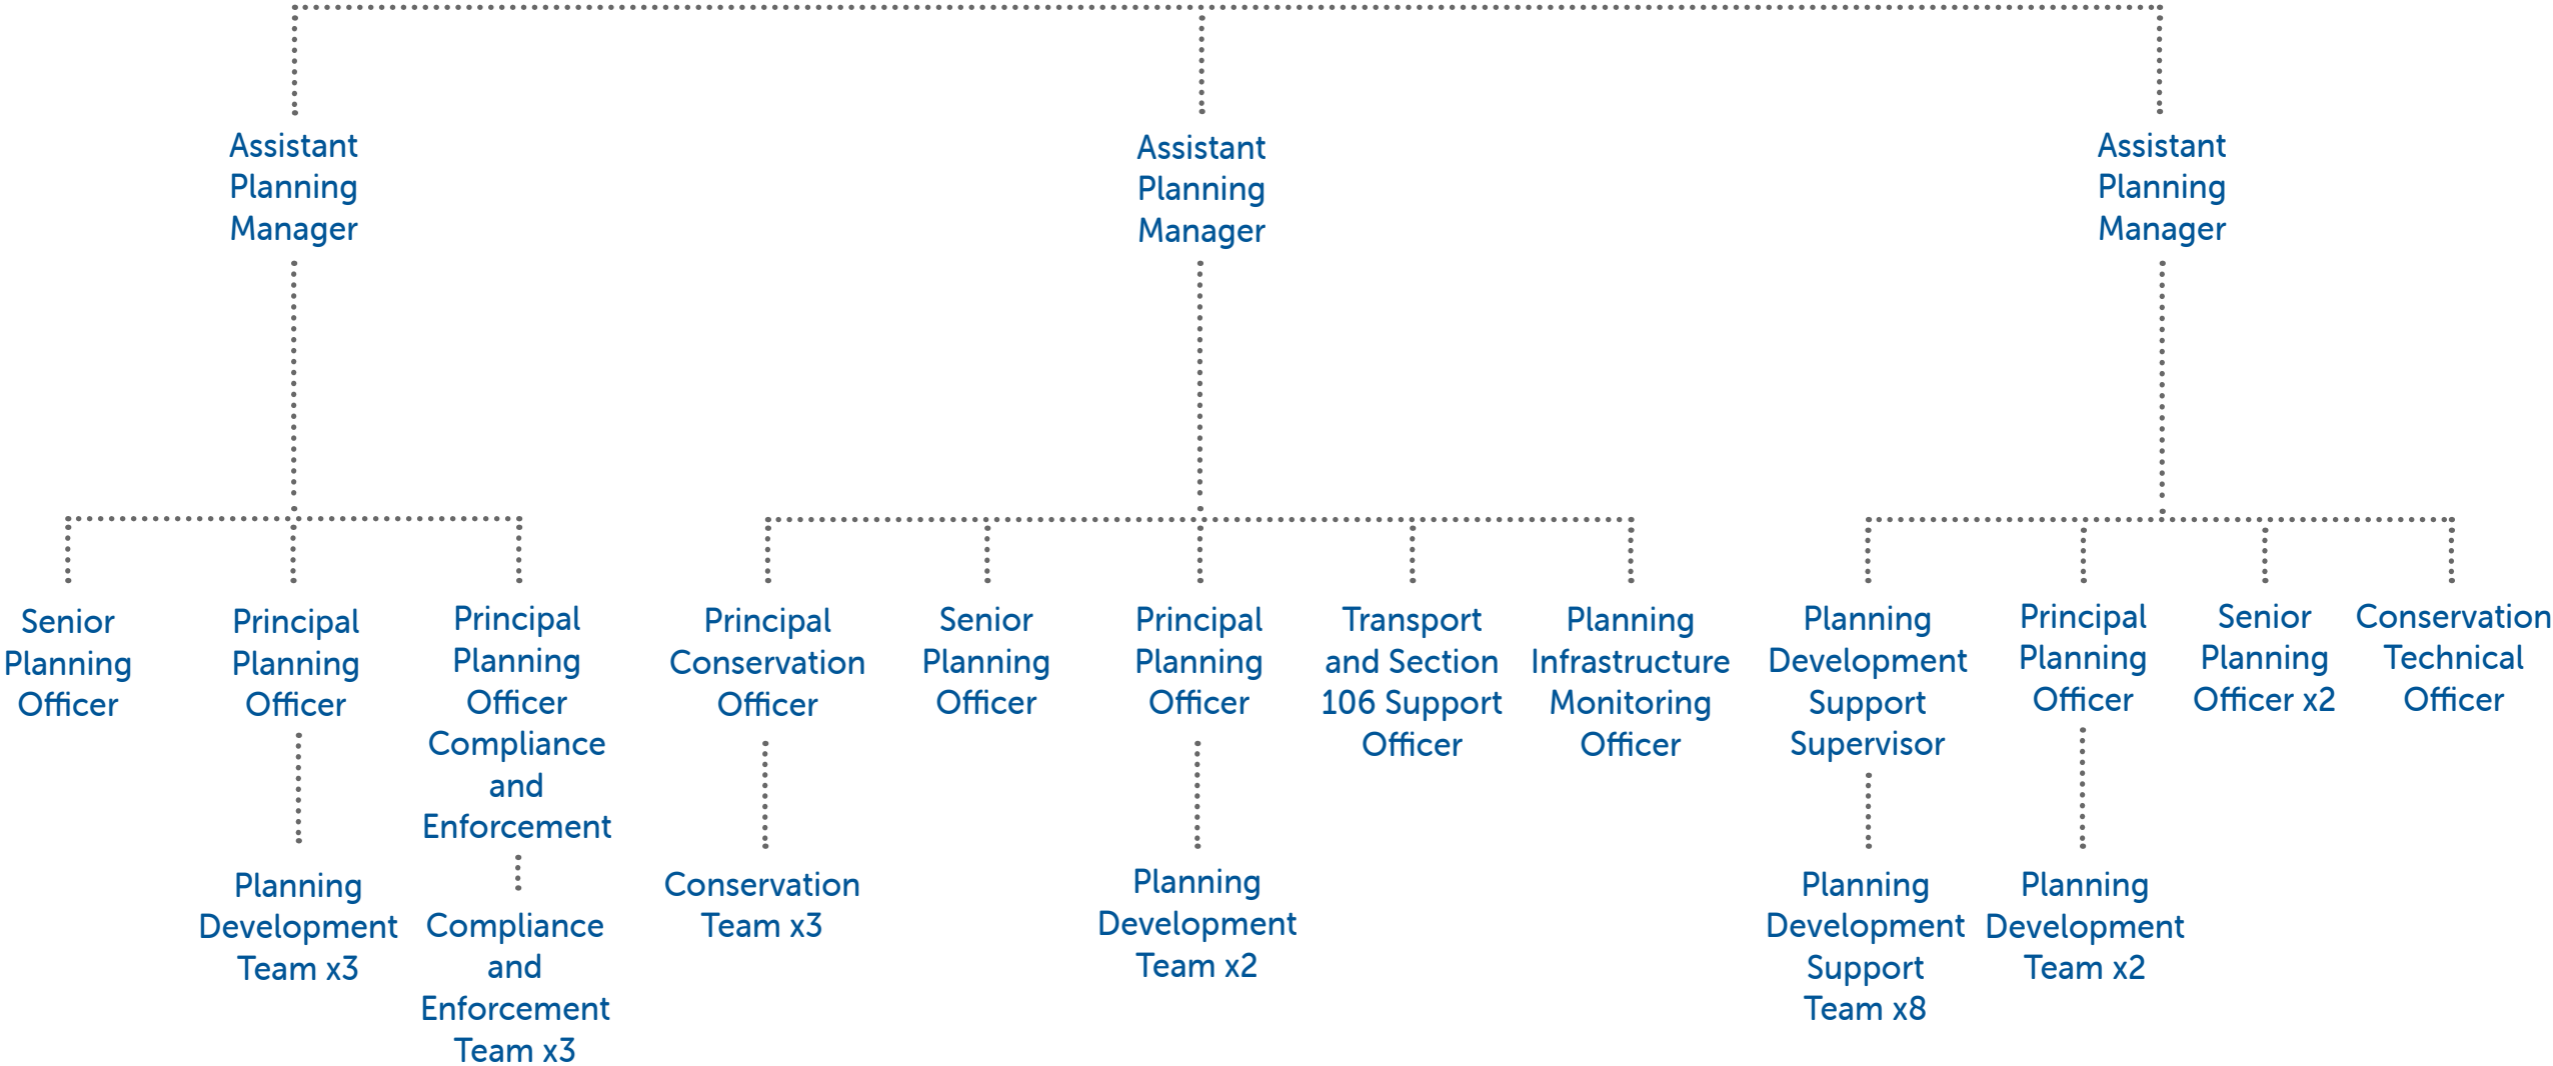 Assistant
Planning
Manager
Assistant
Planning
Manager
Assistant
Planning
Manager
Senior
Planning
Officer
Principal
Planning
Officer
Principal
Planning
Officer
Compliance
and
Enforcement
Principal
Conservation
Officer
Senior
Planning
Officer
Principal
Planning
Officer
Transport
and Section
106 Support
Officer
Planning
Infrastructure
Monitoring
Officer
Planning
Development
Support
Supervisor
Principal
Planning
Officer
Senior
Planning
Officer x2
Conservation
Technical
Officer
Planning
Development
Team x3
Compliance
and
Enforcement
Team x3
Conservation
Team x3
Planning
Development
Team x2
Planning
Development
Support
Team x8
Planning
Development
Team x2